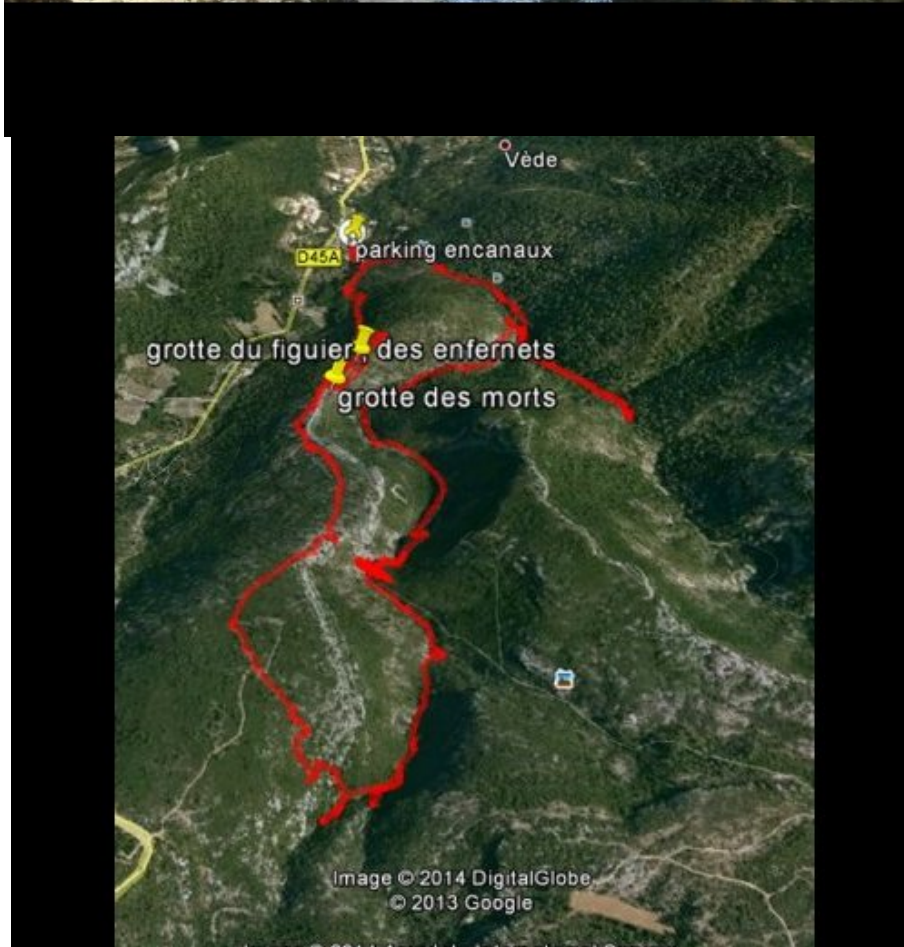 Vède
parking encanaux
D45A
grotte du figuier , des enfernets
grotte des morts
Image © 2014 DigitalGlobe
© 2013 Google